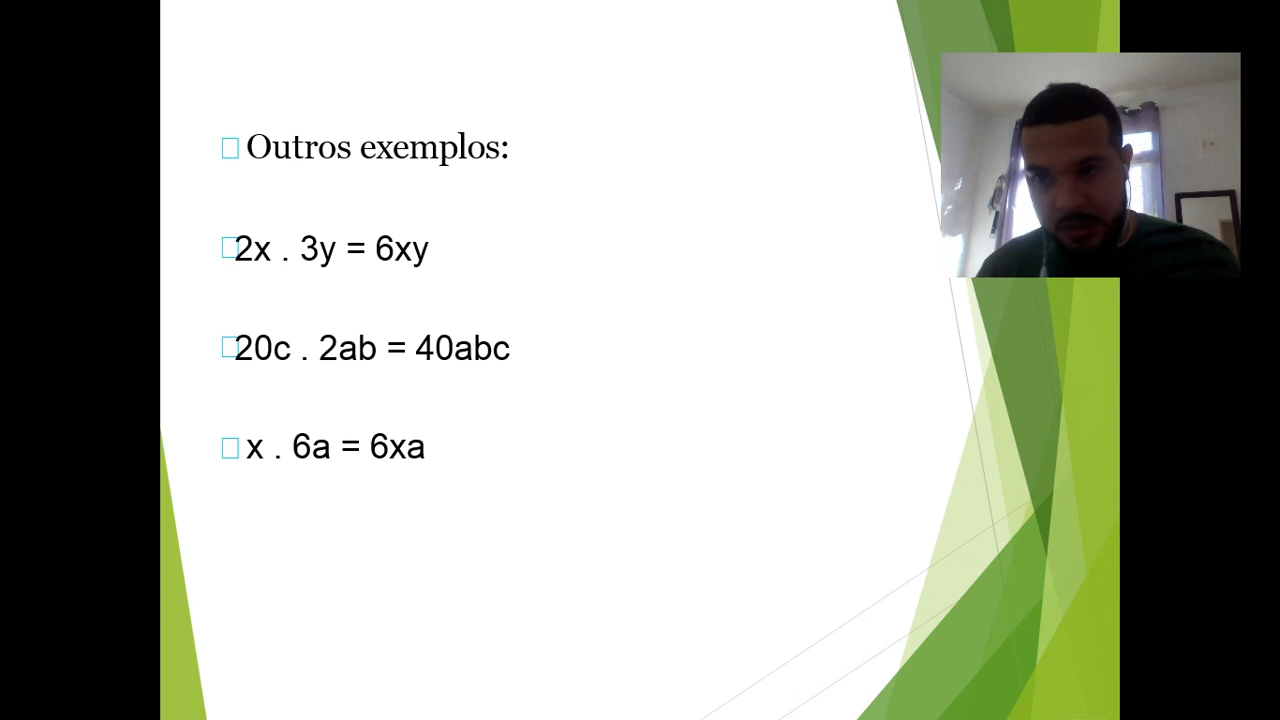 Outros exemplos:
2x . 3y = 6xy
20c . 2ab = 40abc
x . 6a = 6xa